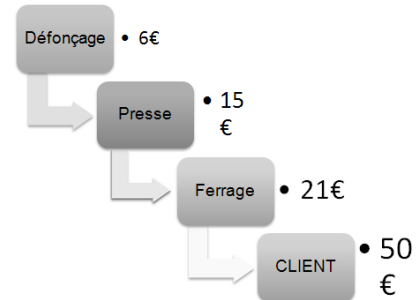 Défonçage
• 6€
Presse
• 15
€
Ferrage
• 21€
CLIENT
• 50
€